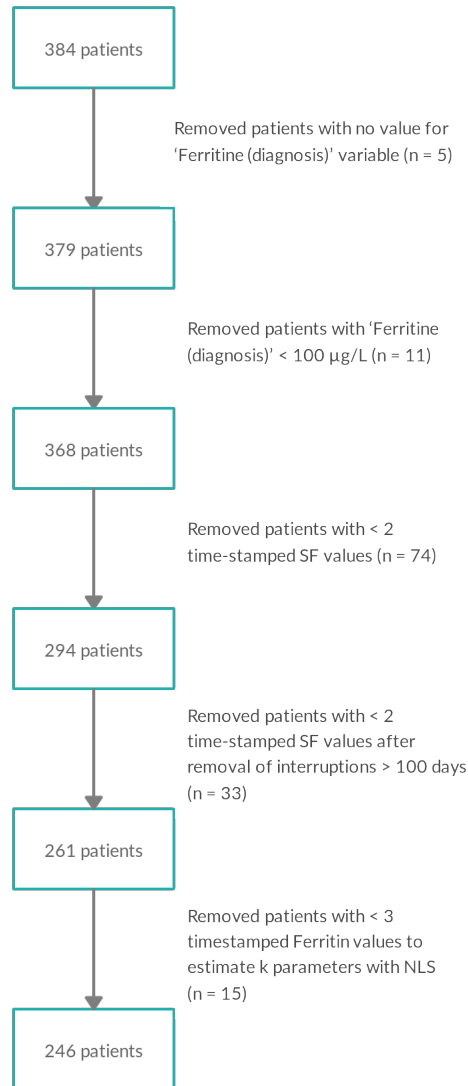 384 patients
Removed patients with no value for
‘Ferritine (diagnosis)’ variable (n = 5)
379 patients
Removed patients with ‘Ferritine
(diagnosis)’ < 100 µg/L (n = 11)
368 patients
Removed patients with < 2
time-stamped SF values (n = 74)
294 patients
Removed patients with < 2
time-stamped SF values after
removal of interruptions > 100 days
(n = 33)
261 patients
Removed patients with < 3
timestamped Ferritin values to
estimate k parameters with NLS
(n = 15)
246 patients